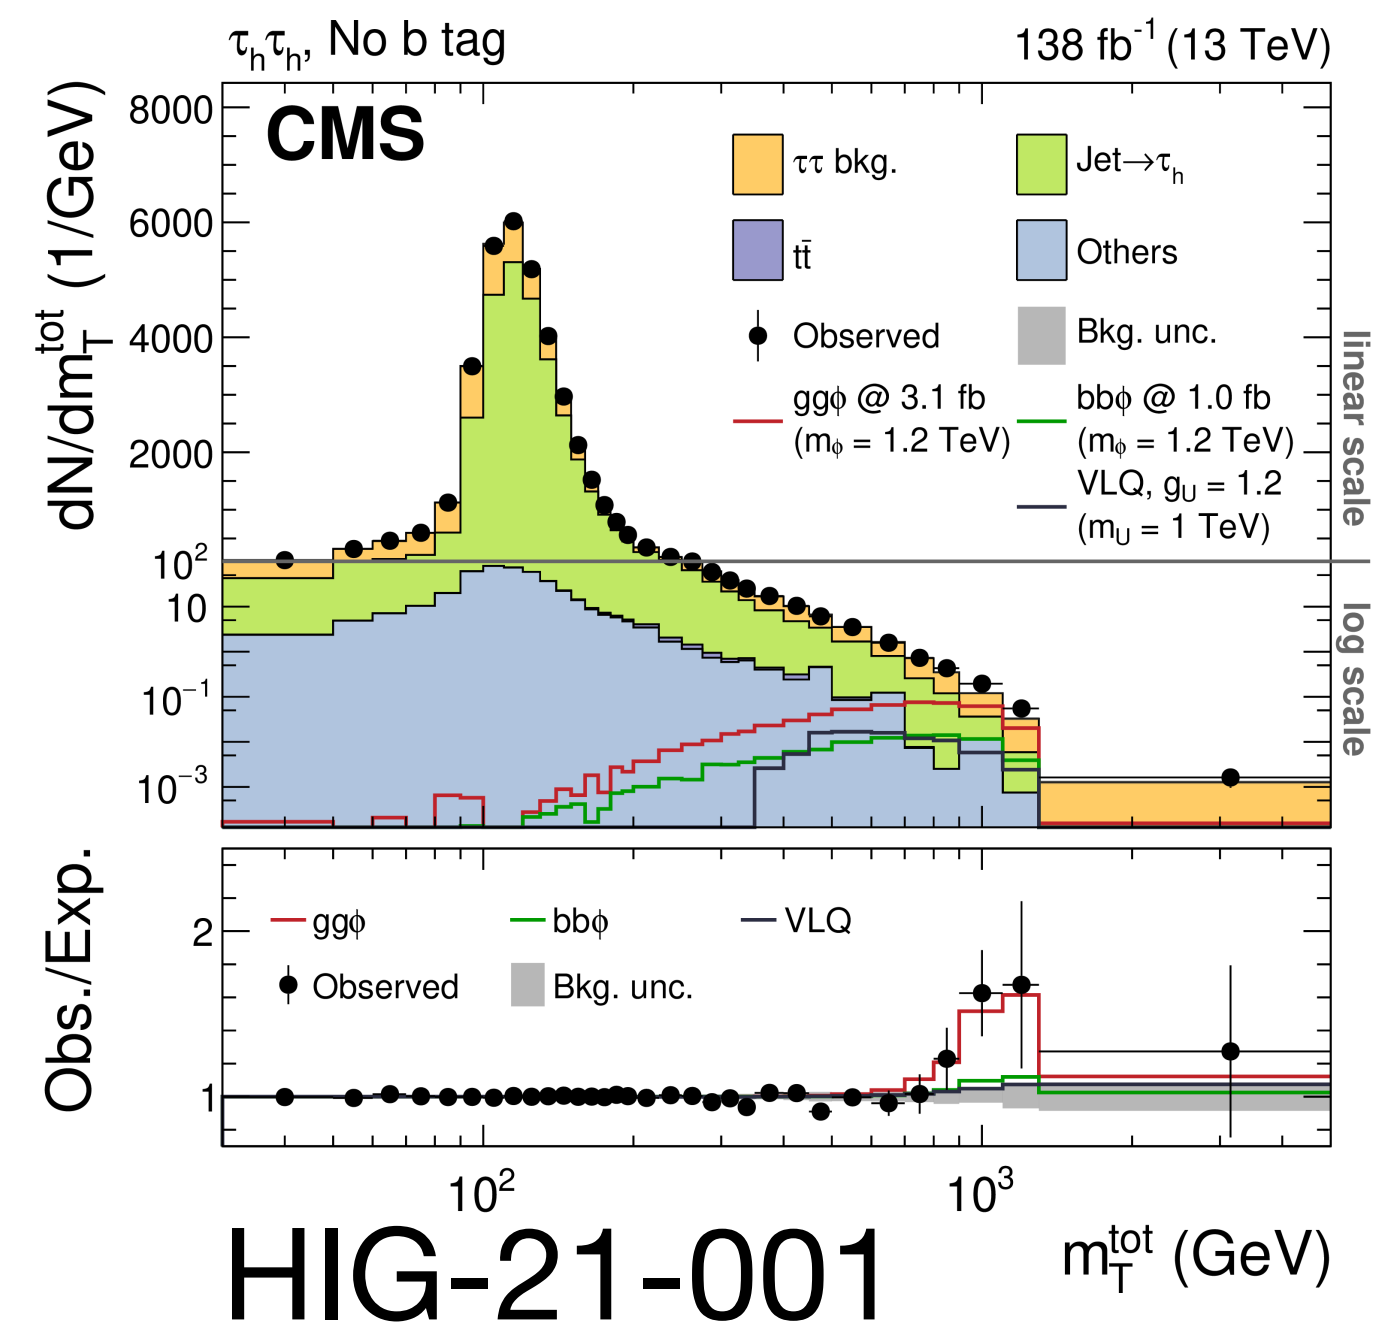 τhτh, No b tag
138 fb⁻¹ (13 TeV)
CMS
dN/dmTtot (1/GeV)
8000
6000
4000
2000
10²
10
10⁻¹
10⁻³
ττ bkg.
Jet→τh
tt̄
Others
Observed
Bkg. unc.
ggϕ @ 3.1 fb
(mϕ = 1.2 TeV)
bbϕ @ 1.0 fb
(mϕ = 1.2 TeV)
VLQ, gU = 1.2
(mU = 1 TeV)
linear scale
log scale
Obs./Exp.
2
1
ggϕ
bbϕ
VLQ
Observed
Bkg. unc.
10²
10³
HIG-21-001
mTtot (GeV)